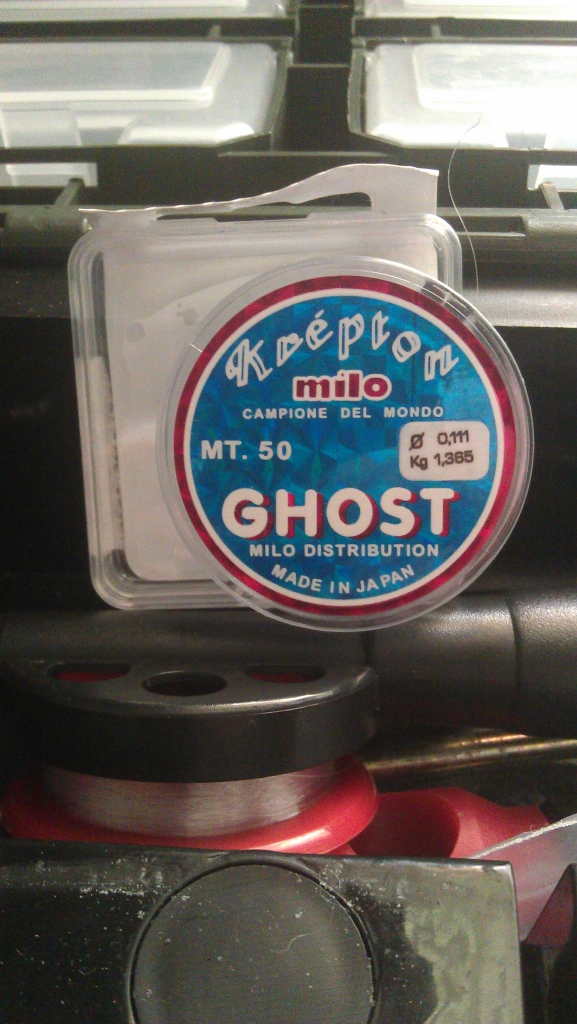 Krépton
milo
CAMPIONE DEL MONDO
MT. 50
Ø 0,111
Kg 1,365
GHOST
MILO DISTRIBUTION
MADE IN JAPAN